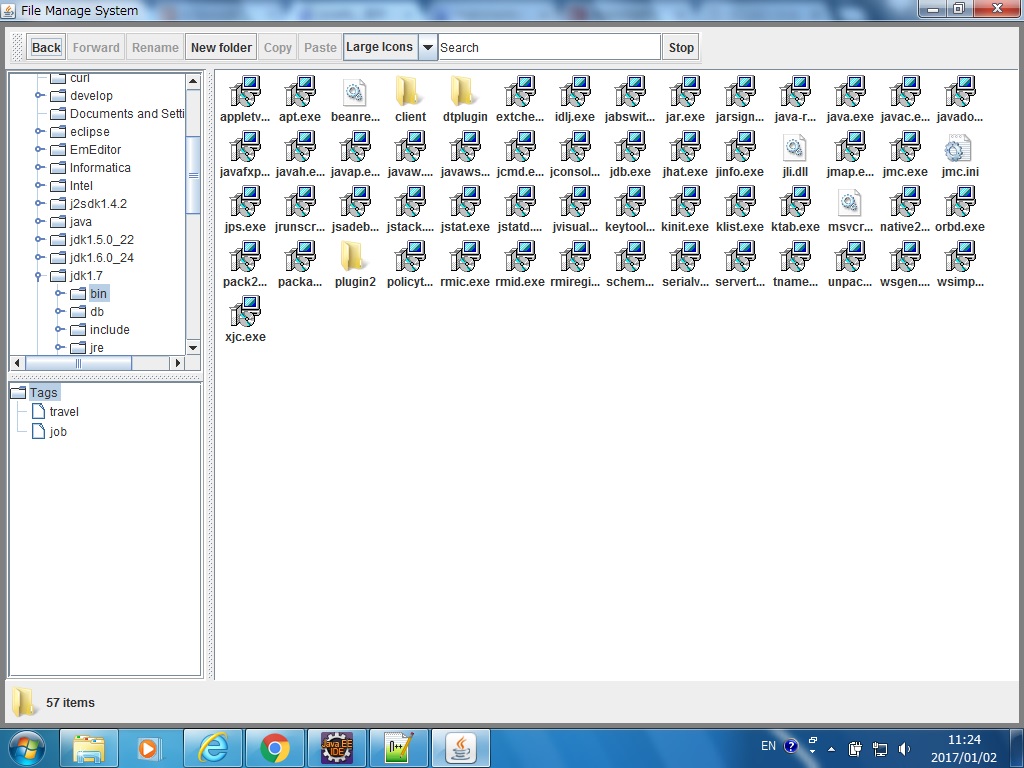 File Manage System
Back Forward Rename New folder Copy Paste Large Icons Search Stop
curl
develop
Documents and Setti
eclipse
EmEditor
Informatica
Intel
j2sdk1.4.2
java
jdk1.5.0_22
jdk1.6.0_24
jdk1.7
bin
db
include
jre
Tags
travel
job
appletv... apt.exe beanre... client dtplugin extche... idlj.exe jabswit... jar.exe jarsign... java-r... java.exe javac.e... javado...
javafxp... javah.e... javap.e... javaw.... javaws... jcmd.e... jconsol... jdb.exe jhat.exe jinfo.exe jli.dll jmap.e... jmc.exe jmc.ini
jps.exe jrunscr... jsadeb... jstack.... jstat.exe jstatd.... jvisual... keytool... kinit.exe klist.exe ktab.exe msvcr... native2... orbd.exe
pack2... packa... plugin2 policyt... rmic.exe rmid.exe rmiregi... schem... serialv... servert... tname... unpac... wsgen.... wsimp...
xjc.exe
57 items
Java EE
IDE
n++
EN
11:24
2017/01/02